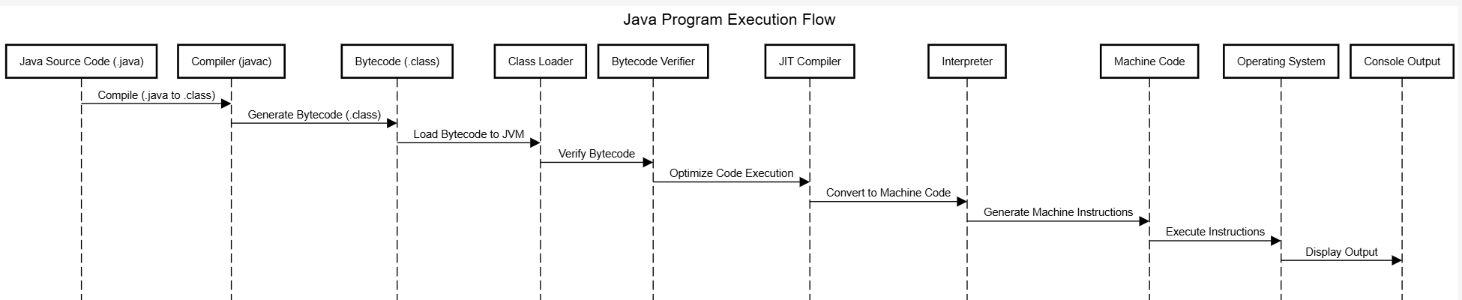 Java Program Execution Flow
Java Source Code (.java)
Compiler (javac)
Bytecode (.class)
Class Loader
Bytecode Verifier
JIT Compiler
Interpreter
Machine Code
Operating System
Console Output
Compile (.java to .class)
Generate Bytecode (.class)
Load Bytecode to JVM
Verify Bytecode
Optimize Code Execution
Convert to Machine Code
Generate Machine Instructions
Execute Instructions
Display Output